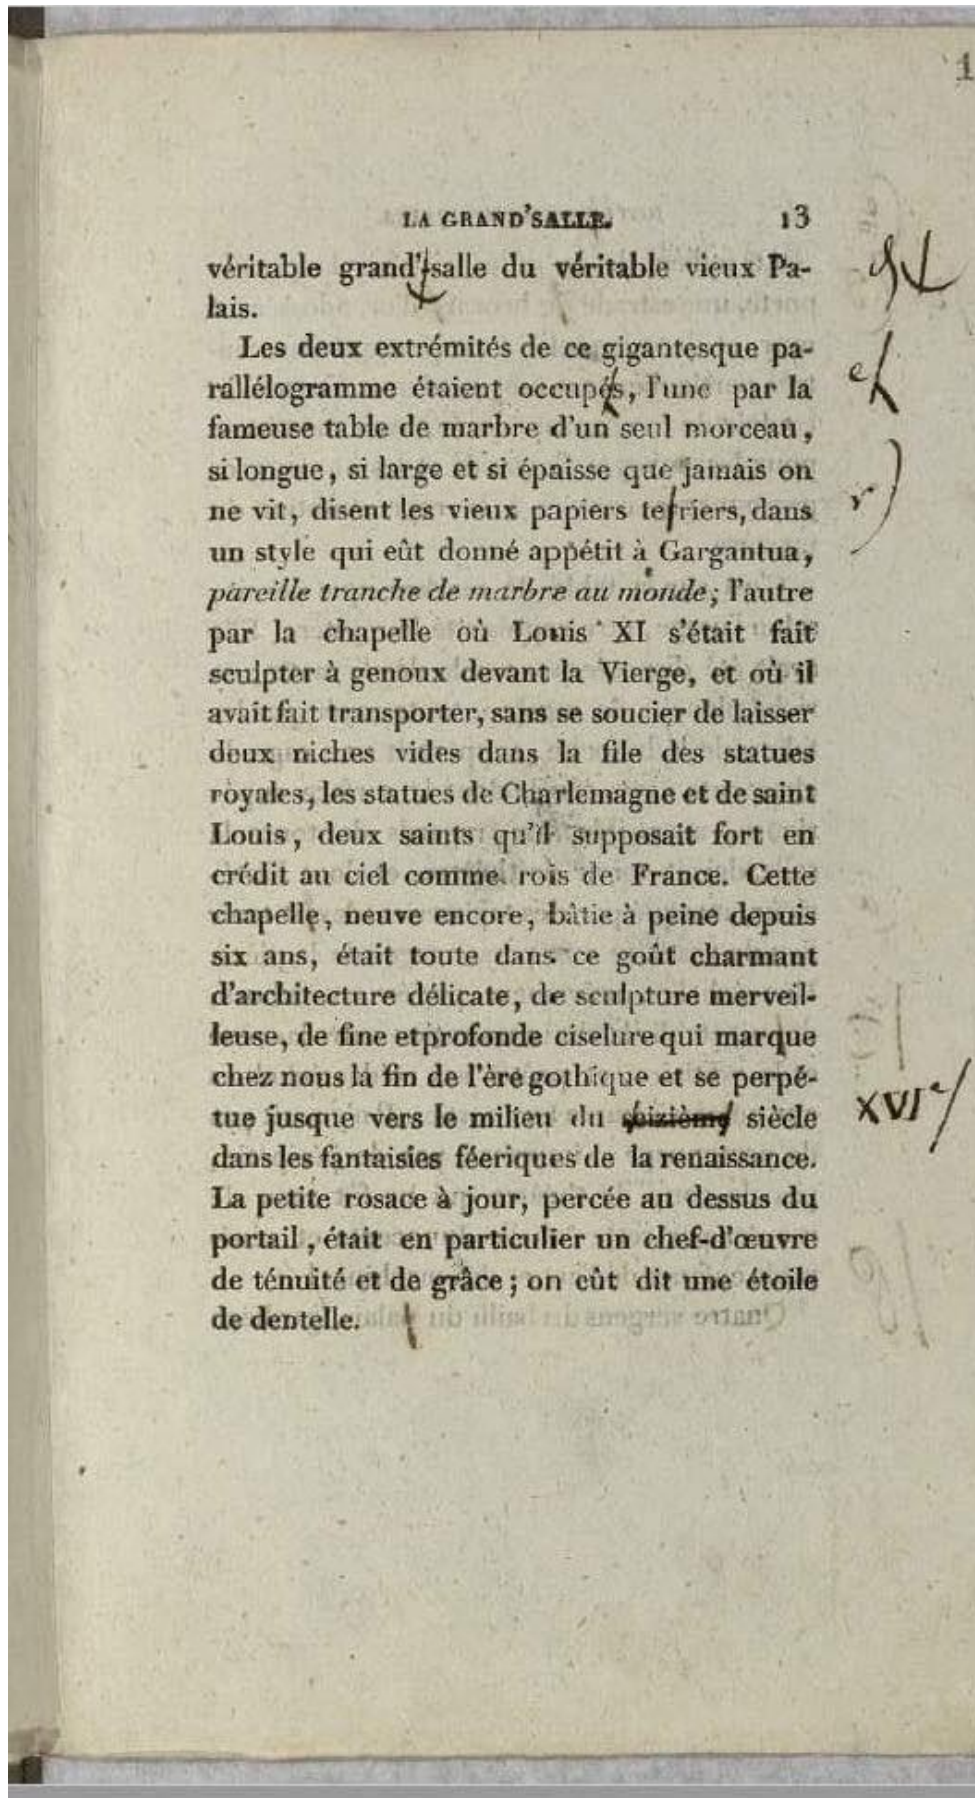 1
LA GRAND'SALLE. 13
véritable grand' salle du véritable vieux Pa-
lais.
Les deux extrémités de ce gigantesque pa-
e
rallélogramme étaient occupés, l'une par la
fameuse table de marbre d'un seul morceau,
si longue, si large et si épaisse que jamais on
ne vit, disent les vieux papiers terriers, dans
r
un style qui eût donné appétit à Gargantua,
pareille tranche de marbre au monde; l'autre
par la chapelle où Louis XI s'était fait
sculpter à genoux devant la Vierge, et où il
avait fait transporter, sans se soucier de laisser
deux niches vides dans la file des statues
royales, les statues de Charlemagne et de saint
Louis, deux saints qu'il supposait fort en
crédit au ciel comme rois de France. Cette
chapelle, neuve encore, bâtie à peine depuis
six ans, était toute dans ce goût charmant
d'architecture délicate, de sculpture merveil-
leuse, de fine et profonde ciselure qui marque
chez nous la fin de l'ère gothique et se perpé-
tue jusque vers le milieu du seizième siècle
XVIe
dans les fantaisies féeriques de la renaissance.
La petite rosace à jour, percée au dessus du
portail, était en particulier un chef-d'œuvre
de ténuité et de grâce; on eût dit une étoile
de dentelle.